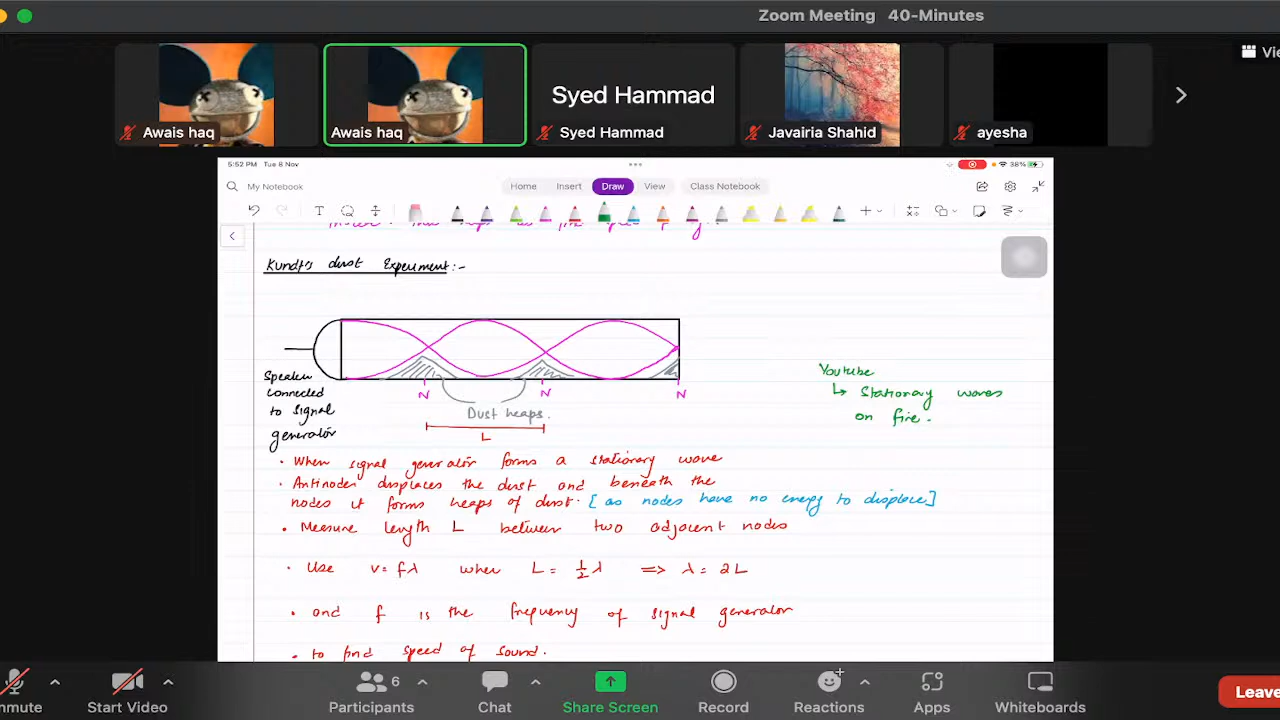 Zoom Meeting 40-Minutes
Vie
Awais haq
Awais haq
Syed Hammad
Syed Hammad
Javairia Shahid
ayesha
5:52 PM Tue 8 Nov
38%
My Notebook
Home Insert Draw View Class Notebook
Kundt's dust Experiment:-
Speaker
connected
to signal
generator
N N N
Dust heaps.
L
Youtube
↳ Stationary waves
on fire.
• When signal generator forms a stationary wave
• Antinodes displaces the dust and beneath the
nodes it forms heaps of dust. [as nodes have no energy to displace]
• Measure length L between two adjacent nodes
• Use v = fλ when L = 1/2 λ ⇒ λ = 2L
• and f is the frequency of signal generator
• to find speed of sound.
nmute
Start Video
6
Participants
Chat
Share Screen
Record
Reactions
Apps
Whiteboards
Leave